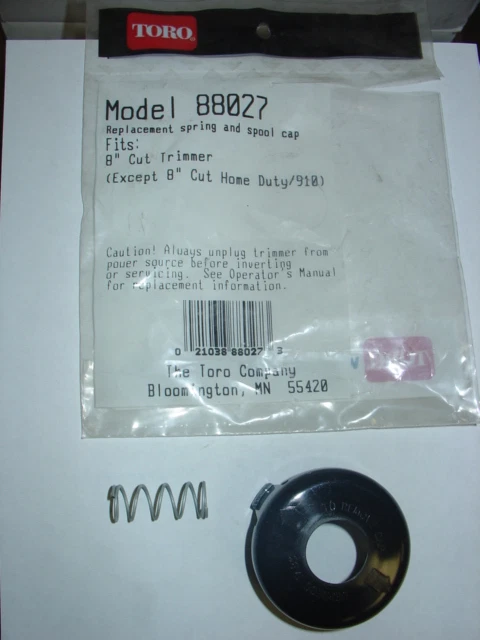 TORO
Model 88027
Replacement spring and spool cap
Fits:
8" Cut Trimmer
(Except 8" Cut Home Duty/910)
Caution! Always unplug trimmer from
power source before inverting
or servicing. See Operator's Manual
for replacement information.
0 21038 88027 3
The Toro Company
Bloomington, MN 55420